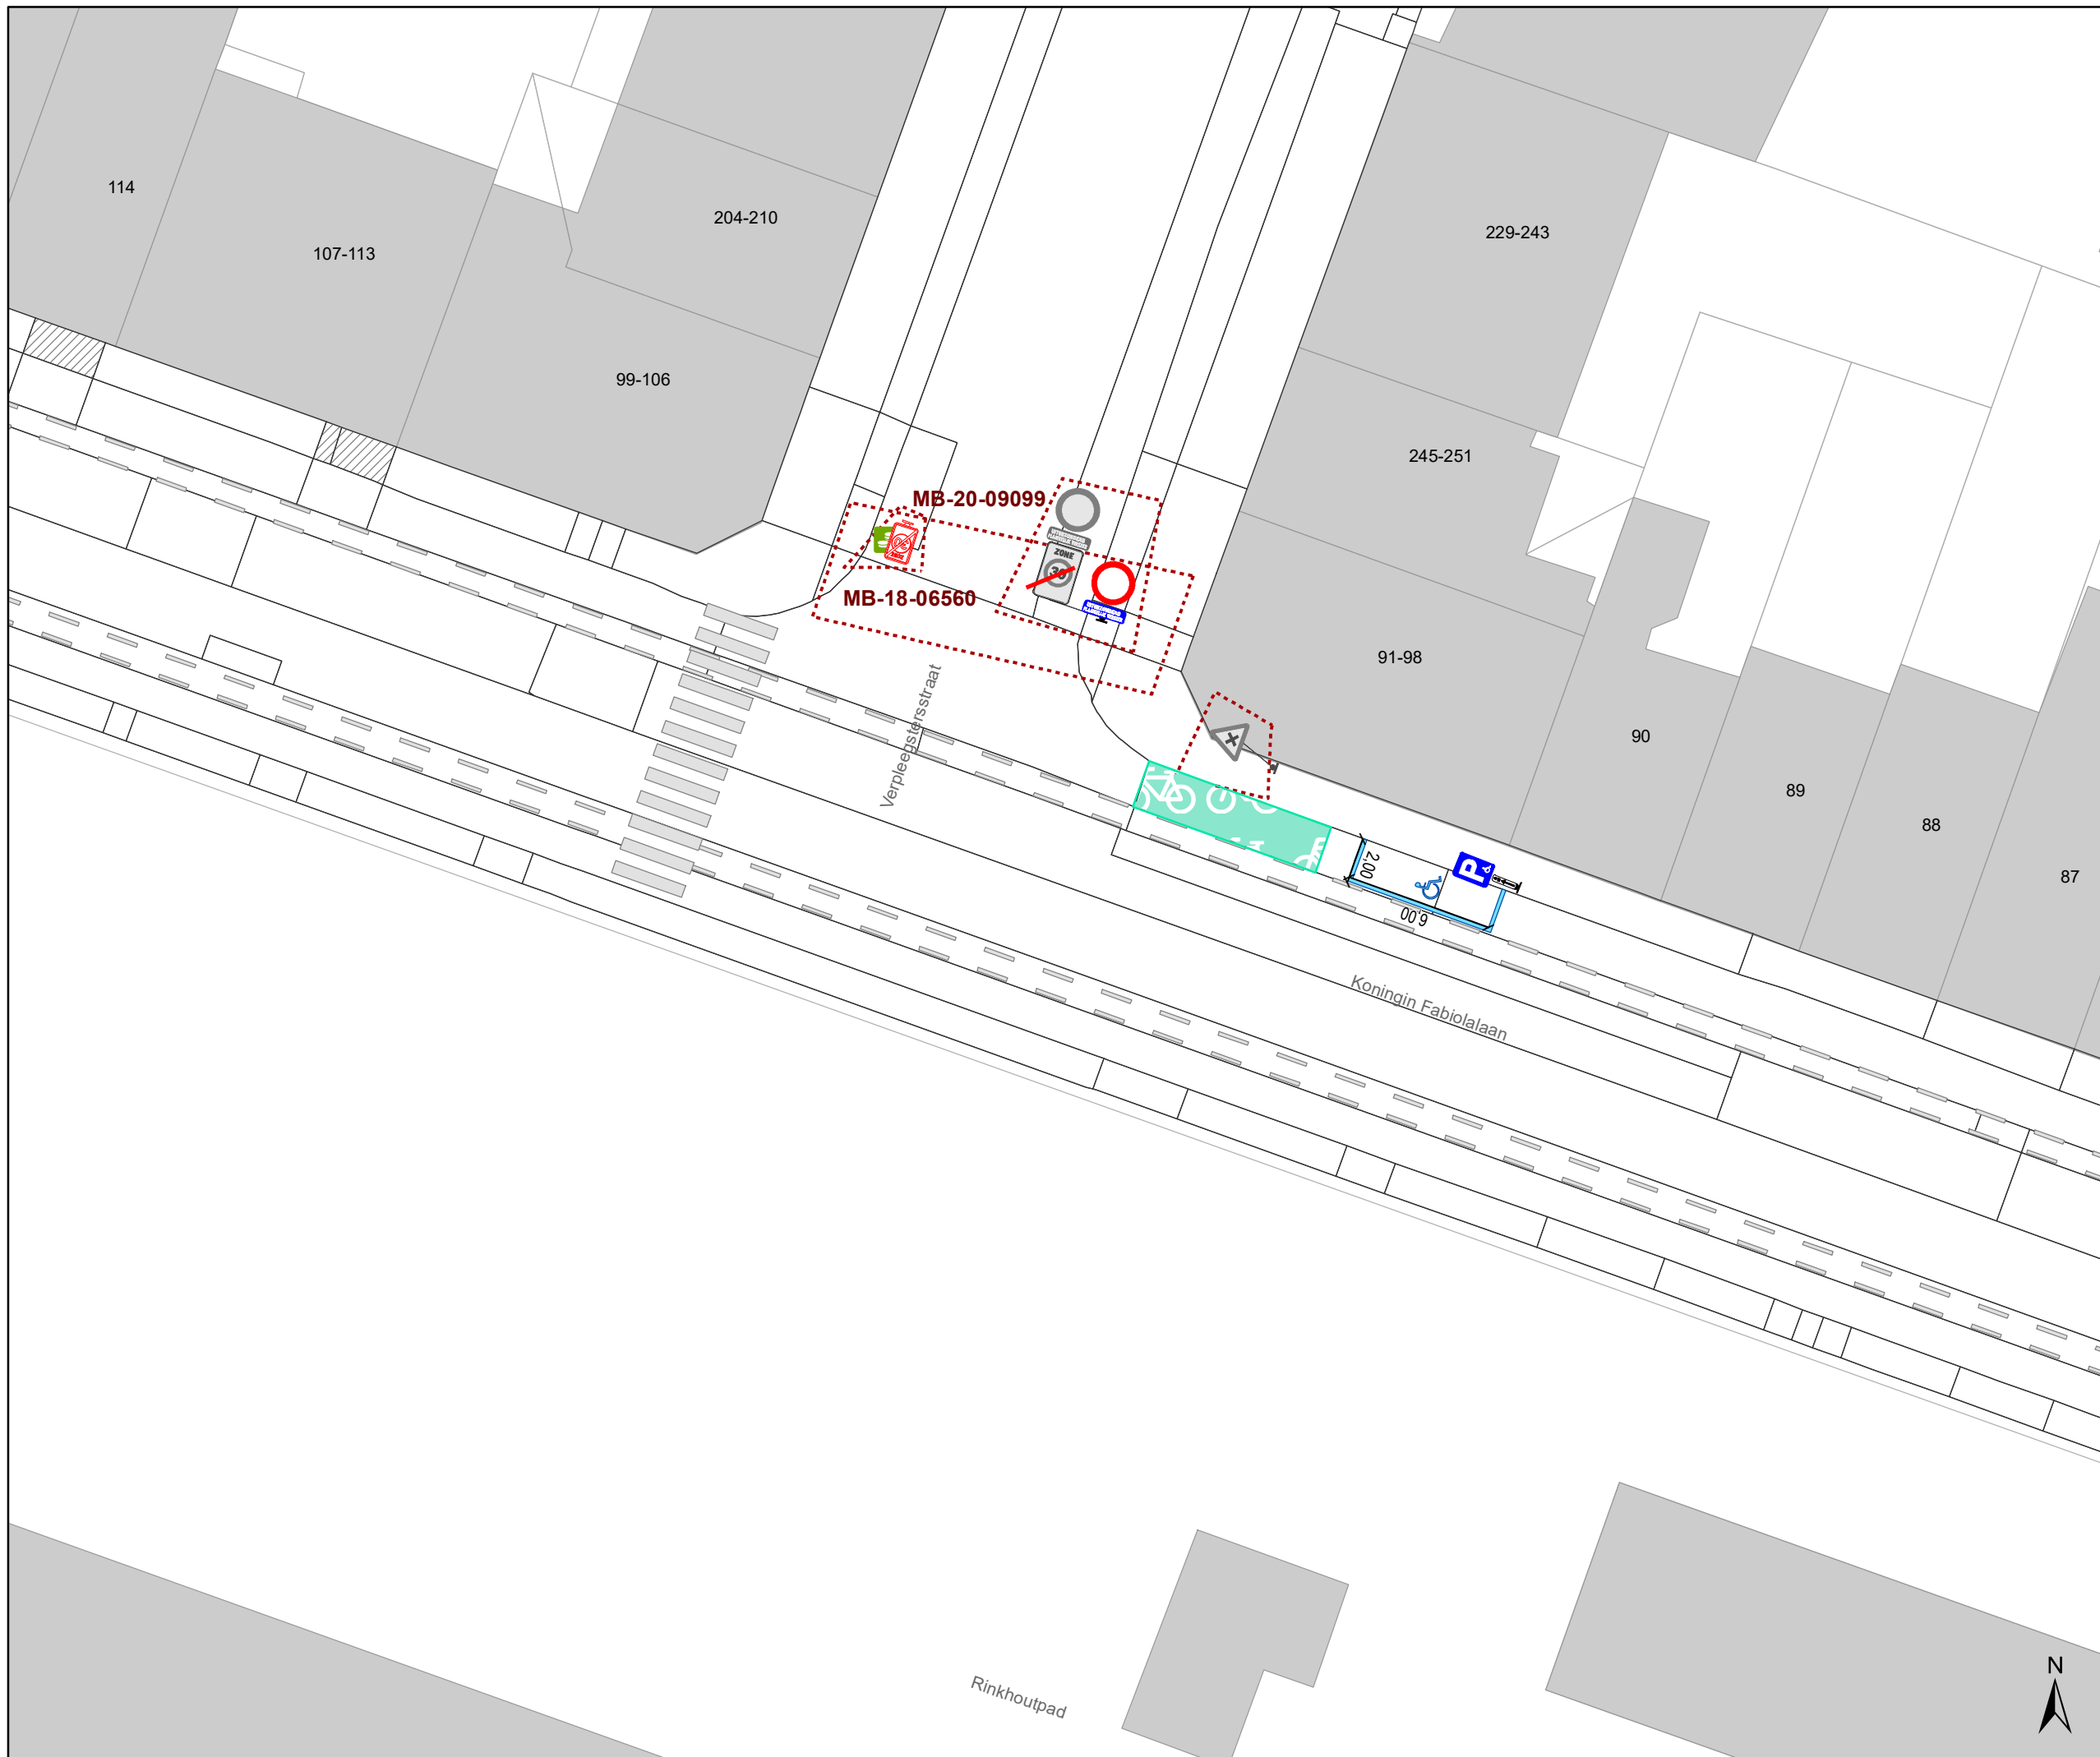 114
204-210
229-243
107-113
99-106
245-251
MB-20-09099
ZONE
30
MB-18-06560
91-98
Verpleegstersstraat
90
89
88
87
2,00
P
6,00
Koningin Fabiolalaan
Rinkhoutpad
N